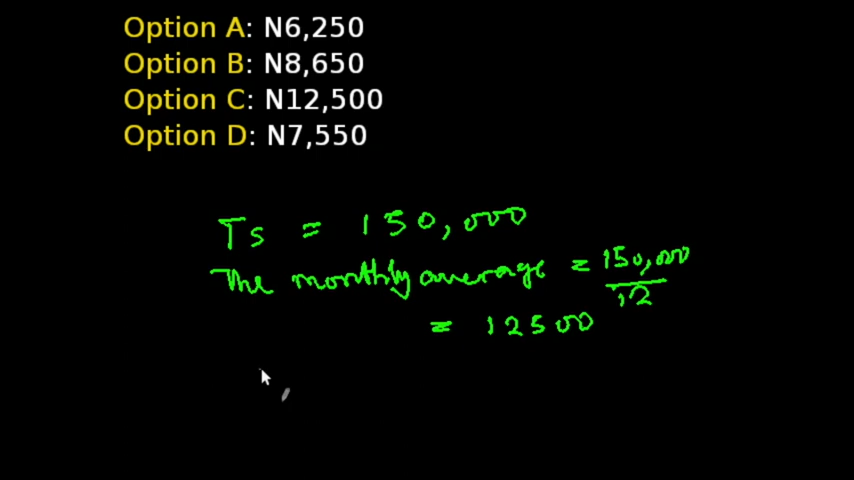 Option A: N6,250
Option B: N8,650
Option C: N12,500
Option D: N7,550
Ts = 150,000
The monthly average = 150,000/12
= 12500